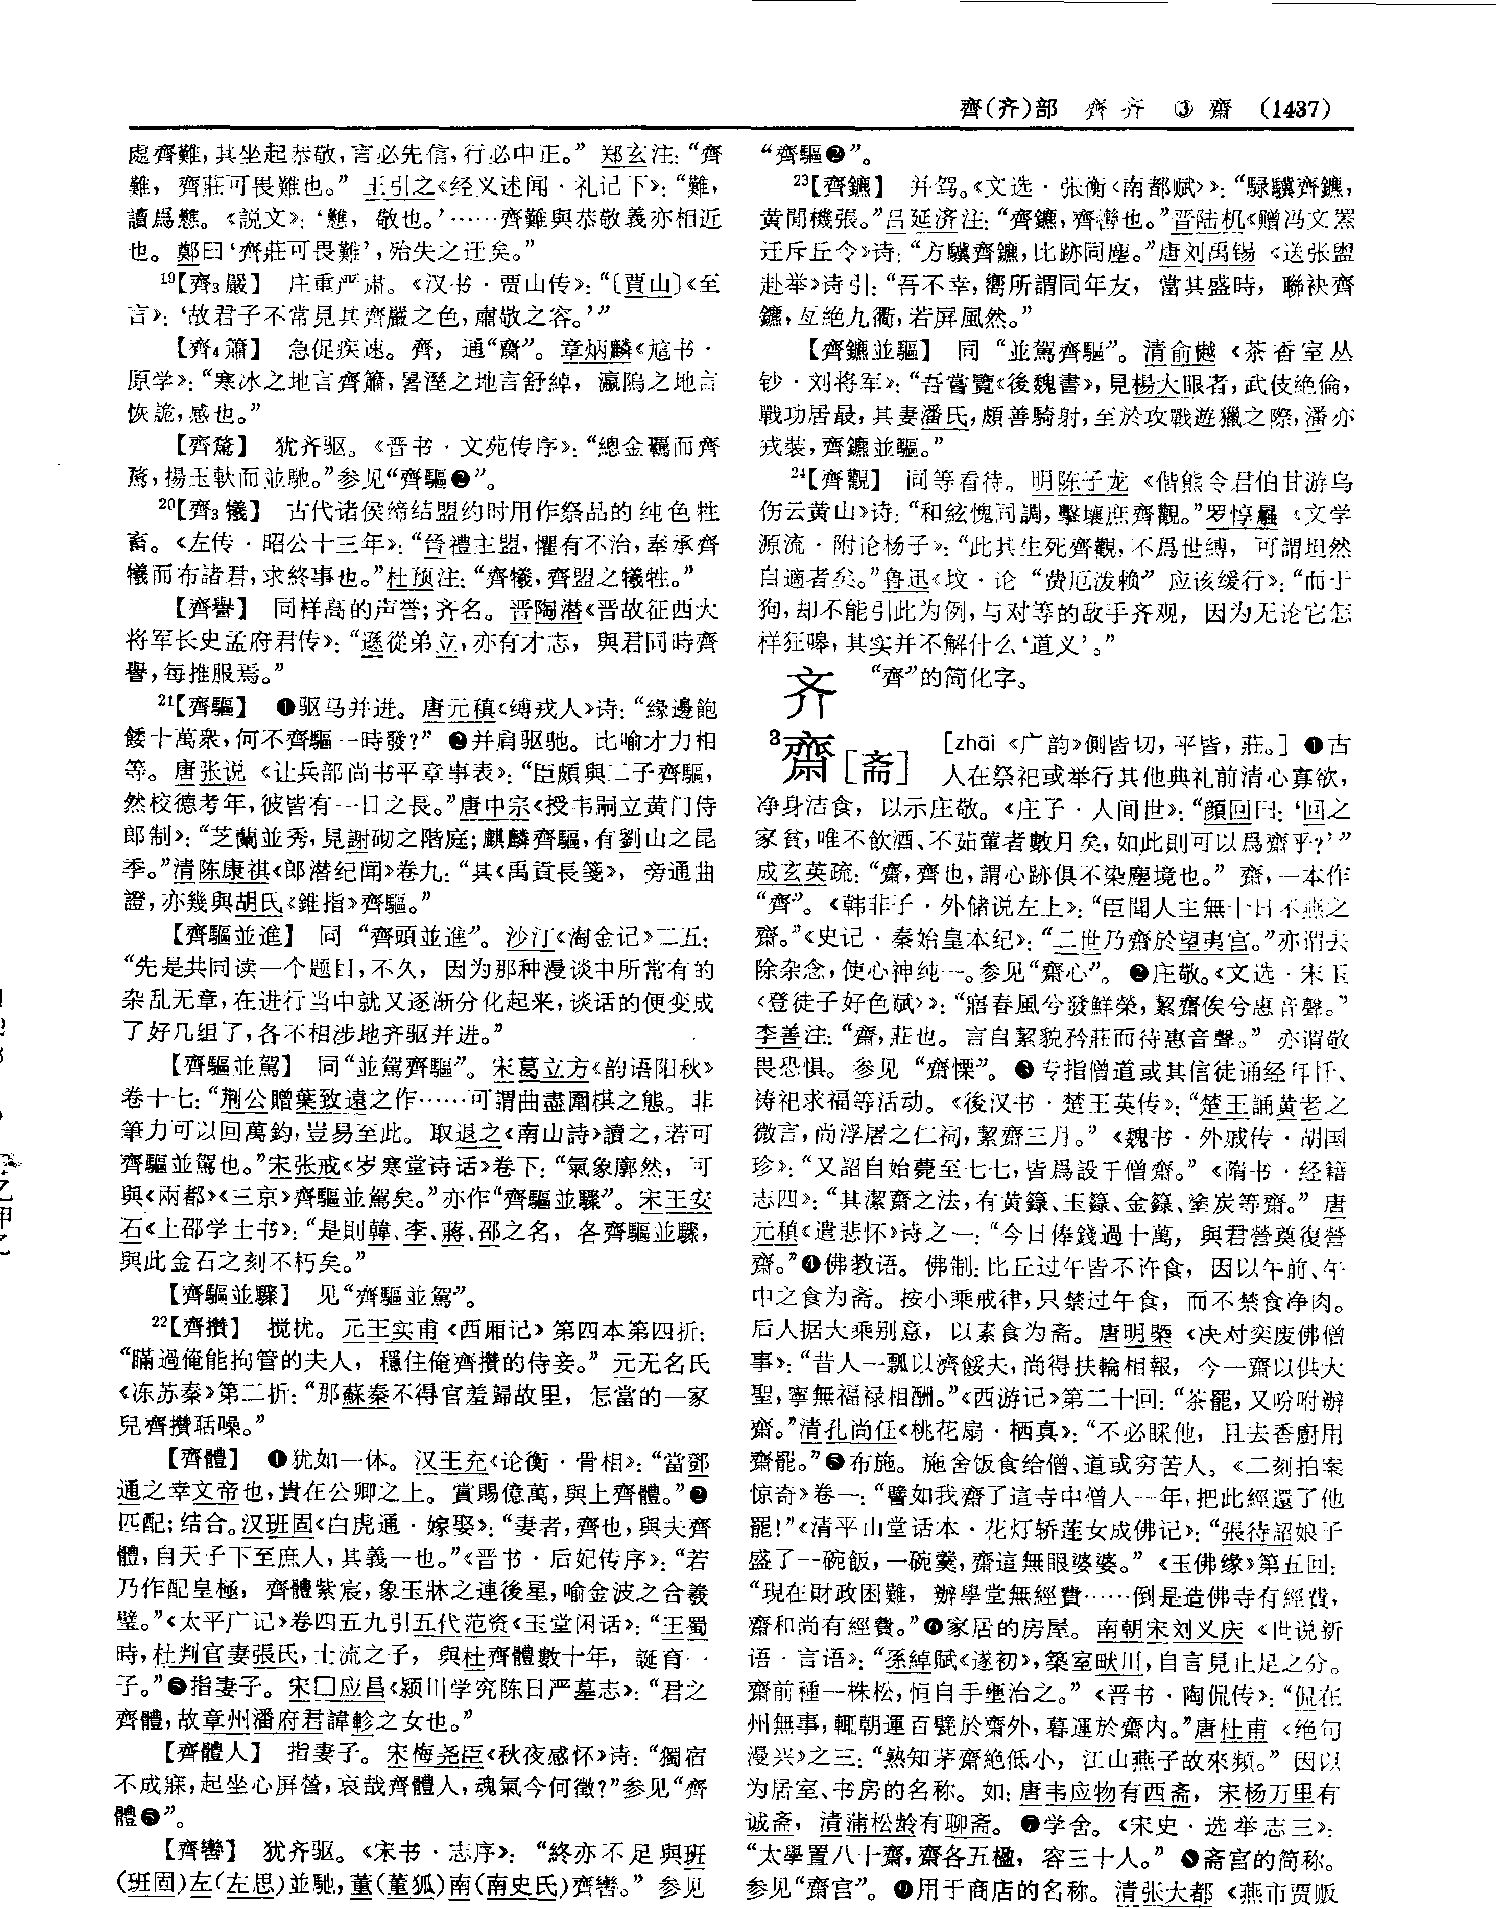 齊(齐)部 齊 齐 ③ 齋 (1437)
處齊難,其坐起恭敬,言必先信,行必中正。” 郑玄注:“齊
難,齊莊可畏難也。” 王引之《经义述闻·礼记下》:“難,
讀爲戁。《説文》:‘戁,敬也。’……齊難與恭敬義亦相近
也。鄭曰‘齊莊可畏難’,殆失之迂矣。”
19【齊3嚴】 庄重严肃。《汉书·贾山传》:“〔賈山〕《至
言》:‘故君子不常見其齊嚴之色,肅敬之容。’”
【齊4蕭】 急促疾速。齊,通“齌”。章炳麟《訄书·
原学》:“寒冰之地言齊蕭,暑溼之地言舒綽,瀛隝之地言
恢詭,感也。”
【齊騖】 犹齐驱。《晋书·文苑传序》:“總金羈而齊
騖,揚玉軑而並馳。”参见“齊驅❷”。
20【齊3犧】 古代诸侯缔结盟约时用作祭品的纯色牲
畜。《左传·昭公十三年》:“晉禮主盟,懼有不治,奉承齊
犧而布諸君,求終事也。”杜预注:“齊犧,齊盟之犧牲。”
【齊譽】 同样高的声誉;齐名。晋陶潜《晋故征西大
将军长史孟府君传》:“遜從弟立,亦有才志,與君同時齊
譽,每推服焉。”
21【齊驅】 ❶驱马并进。唐元稹《缚戎人》诗:“緣邊飽
餧十萬衆,何不齊驅一時發?” ❷并肩驱驰。比喻才力相
等。唐张说《让兵部尚书平章事表》:“臣頗與二子齊驅,
然校德考年,彼皆有一日之長。”唐中宗《授韦嗣立黄门侍
郎制》:“芝蘭並秀,見謝砌之階庭;麒麟齊驅,有劉山之昆
季。”清陈康祺《郎潜纪闻》卷九:“其《禹貢長箋》,旁通曲
證,亦幾與胡氏《錐指》齊驅。”
【齊驅並進】 同“齊頭並進”。沙汀《淘金记》二五:
“先是共同读一个题目,不久,因为那种漫谈中所常有的
杂乱无章,在进行当中就又逐渐分化起来,谈话的便变成
了好几组了,各不相涉地齐驱并进。”
【齊驅並駕】 同“並駕齊驅”。宋葛立方《韵语阳秋》
卷十七:“荆公贈葉致遠之作……可謂曲盡圍棋之態。非
筆力可以回萬鈞,豈易至此。取退之《南山詩》讀之,若可
齊驅並駕也。”宋张戒《岁寒堂诗话》卷下:“氣象廓然,可
與《兩都》《三京》齊驅並駕矣。”亦作“齊驅並驟”。宋王安
石《上邵学士书》:“是則韓、李、蔣、邵之名,各齊驅並驟,
與此金石之刻不朽矣。”
【齊驅並驟】 见“齊驅並駕”。
22【齊攢】 搅扰。元王实甫《西厢记》第四本第四折:
“瞞過俺能拘管的夫人,穩住俺齊攢的侍妾。” 元无名氏
《冻苏秦》第二折:“那蘇秦不得官羞歸故里,怎當的一家
兒齊攢聒噪。”
【齊體】 ❶犹如一体。汉王充《论衡·骨相》:“當鄧
通之幸文帝也,貴在公卿之上。賞賜億萬,與上齊體。”❷
匹配;结合。汉班固《白虎通·嫁娶》:“妻者,齊也,與夫齊
體,自天子下至庶人,其義一也。”《晋书·后妃传序》:“若
乃作配皇極,齊體紫宸,象玉牀之連後星,喻金波之合羲
璧。”《太平广记》卷四五九引五代范资《玉堂闲话》:“王蜀
時,杜判官妻張氏,士流之子,與杜齊體數十年,誕育一
子。”❸指妻子。宋囗应昌《颍川学究陈日严墓志》:“君之
齊體,故章州潘府君諱軫之女也。”
【齊體人】 指妻子。宋梅尧臣《秋夜感怀》诗:“獨宿
不成寐,起坐心屏營,哀哉齊體人,魂氣今何徵?”参见“齊
體❸”。
【齊轡】 犹齐驱。《宋书·志序》:“終亦不足與班
(班固)左(左思)並馳,董(董狐)南(南史氏)齊轡。” 参见
“齊驅❷”。
23【齊鑣】 并驾。《文选·张衡〈南都赋〉》:“騄驥齊鑣,
黄閒機張。”吕延济注:“齊鑣,齊轡也。”晋陆机《赠冯文罴
迁斥丘令》诗:“方驥齊鑣,比跡同塵。”唐刘禹锡《送张盥
赴举》诗引:“吾不幸,嚮所謂同年友,當其盛時,聯袂齊
鑣,亙絶九衢,若屏風然。”
【齊鑣並驅】 同“並駕齊驅”。清俞樾《茶香室丛
钞·刘将军》:“吾嘗覽《後魏書》,見楊大眼者,武伎絶倫,
戰功居最,其妻潘氏,頗善騎射,至於攻戰遊獵之際,潘亦
戎裝,齊鑣並驅。”
24【齊觀】 同等看待。明陈子龙《偕熊令君伯甘游乌
伤云黄山》诗:“和絃愧同調,擊壤庶齊觀。”罗惇曧《文学
源流·附论杨子》:“此其生死齊觀,不爲世縛,可謂坦然
自適者矣。”鲁迅《坟·论“费厄泼赖”应该缓行》:“而于
狗,却不能引此为例,与对等的敌手齐观,因为无论它怎
样狂嗥,其实并不解什么‘道义’。”
齐 “齊”的简化字。
3齋[斋] [zhāi《广韵》側皆切,平皆,莊。] ❶古
人在祭祀或举行其他典礼前清心寡欲,
净身洁食,以示庄敬。《庄子·人间世》:“顔回曰:‘回之
家貧,唯不飲酒、不茹葷者數月矣,如此則可以爲齋乎?’”
成玄英疏:“齋,齊也,謂心跡俱不染塵境也。” 齋,一本作
“齊”。《韩非子·外储说左上》:“臣聞人主無十日不燕之
齋。”《史记·秦始皇本纪》:“二世乃齋於望夷宫。”亦谓去
除杂念,使心神纯一。参见“齋心”。 ❷庄敬。《文选·宋玉
〈登徒子好色赋〉》:“寤春風兮發鮮榮,絜齋俟兮惠音聲。”
李善注:“齋,莊也。言自絜貌矜莊而待惠音聲。” 亦谓敬
畏恐惧。参见“齋慄”。 ❸专指僧道或其信徒诵经拜忏、
祷祀求福等活动。《後汉书·楚王英传》:“楚王誦黄老之
微言,尚浮屠之仁祠,絜齋三月。” 《魏书·外戚传·胡国
珍》:“又詔自始薨至七七,皆爲設千僧齋。” 《隋书·经籍
志四》:“其潔齋之法,有黄籙、玉籙、金籙、塗炭等齋。” 唐
元稹《遣悲怀》诗之一:“今日俸錢過十萬,與君營奠復營
齋。”❹佛教语。佛制:比丘过午皆不许食,因以午前、午
中之食为斋。按小乘戒律,只禁过午食,而不禁食净肉。
后人据大乘别意,以素食为斋。唐明槩《决对奕废佛僧
事》:“昔人一瓢以濟餒夫,尚得扶輪相報,今一齋以供大
聖,寧無福禄相酬。”《西游记》第二十回:“茶罷,又吩咐辦
齋。”清孔尚任《桃花扇·栖真》:“不必睬他,且去香廚用
齋罷。”❺布施。施舍饭食给僧、道或穷苦人。《二刻拍案
惊奇》卷一:“譬如我齋了這寺中僧人一年,把此經還了他
罷!”《清平山堂话本·花灯轿莲女成佛记》:“張待詔娘子
盛了一碗飯,一碗羹,齋這無眼婆婆。” 《玉佛缘》第五回:
“現在財政困難,辦學堂無經費……倒是造佛寺有經費,
齋和尚有經費。”❻家居的房屋。南朝宋刘义庆《世说新
语·言语》:“孫綽賦《遂初》,築室畎川,自言見止足之分。
齋前種一株松,恒自手壅治之。” 《晋书·陶侃传》:“侃在
州無事,輒朝運百甓於齋外,暮運於齋内。”唐杜甫《绝句
漫兴》之三:“熟知茅齋絶低小,江山燕子故來頻。” 因以
为居室、书房的名称。如:唐韦应物有西斋,宋杨万里有
诚斋,清蒲松龄有聊斋。 ❼学舍。《宋史·选举志三》:
“太學置八十齋,齋各五楹,容三十人。” ❽斋宫的简称。
参见“齋宫”。 ❾用于商店的名称。清张大都《燕市贾贩